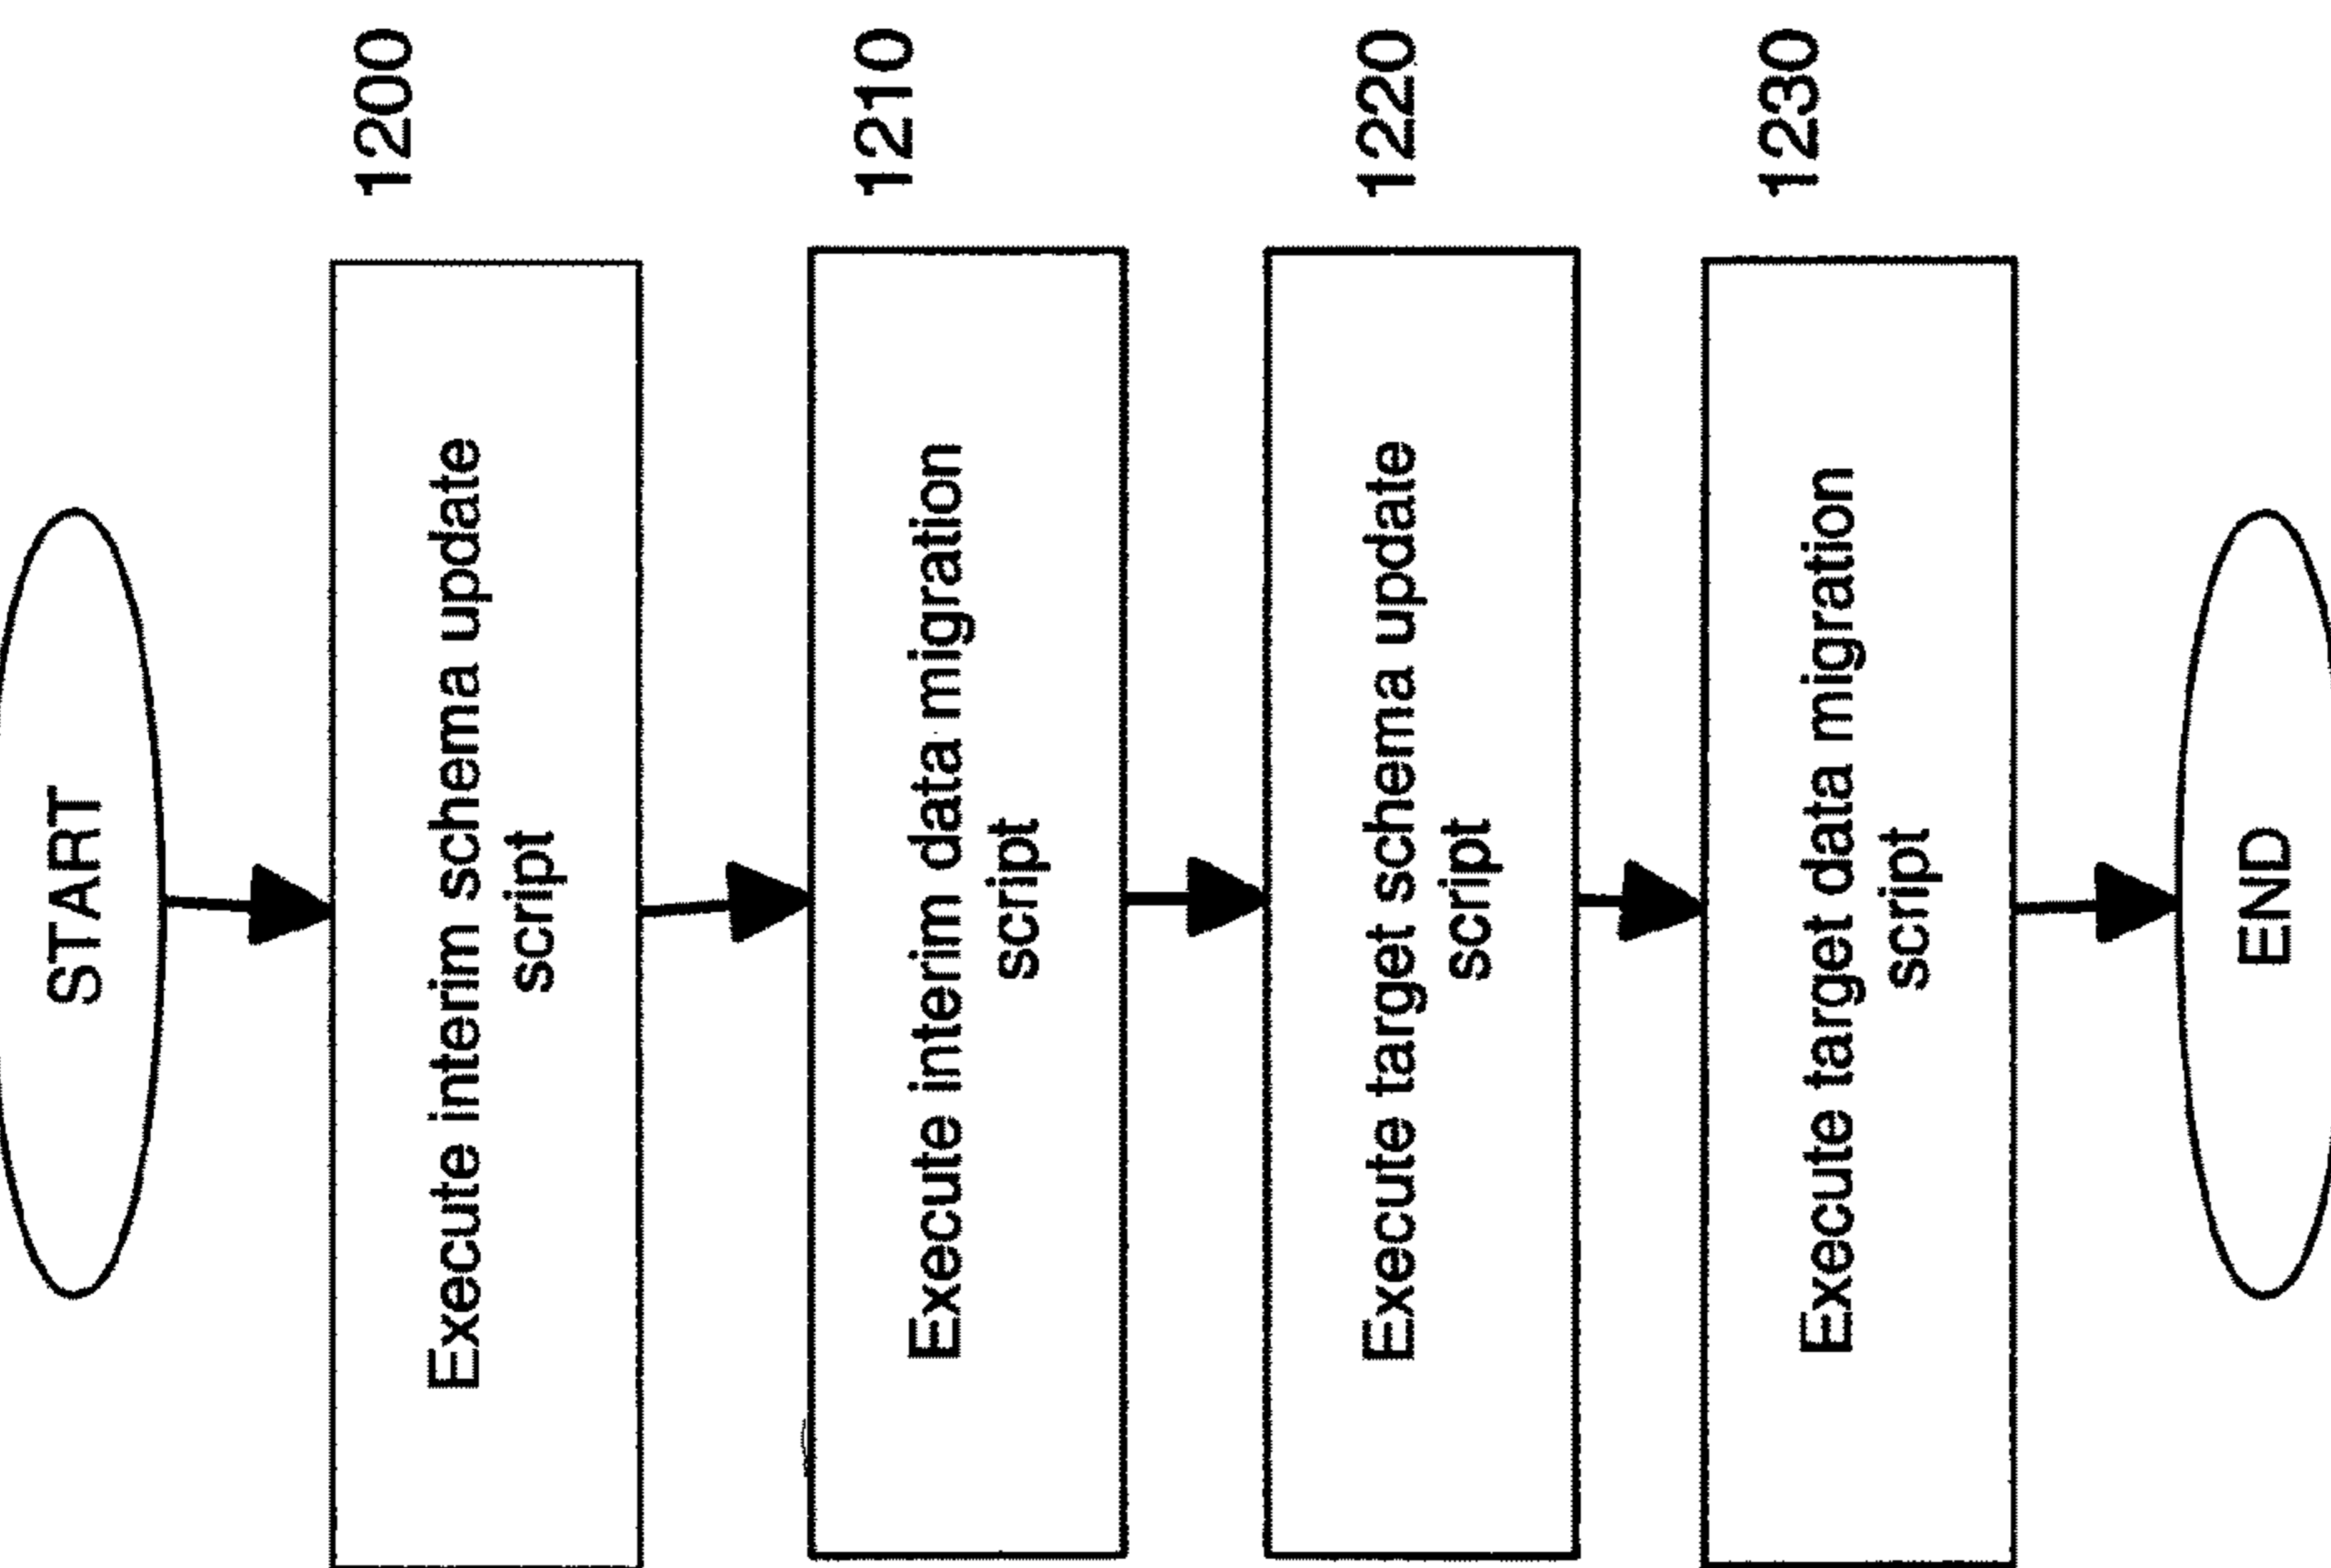 START
1200
Execute interim schema update
script
1210
Execute interim data migration
script
1220
Execute target schema update
script
1230
Execute target data migration
script
END